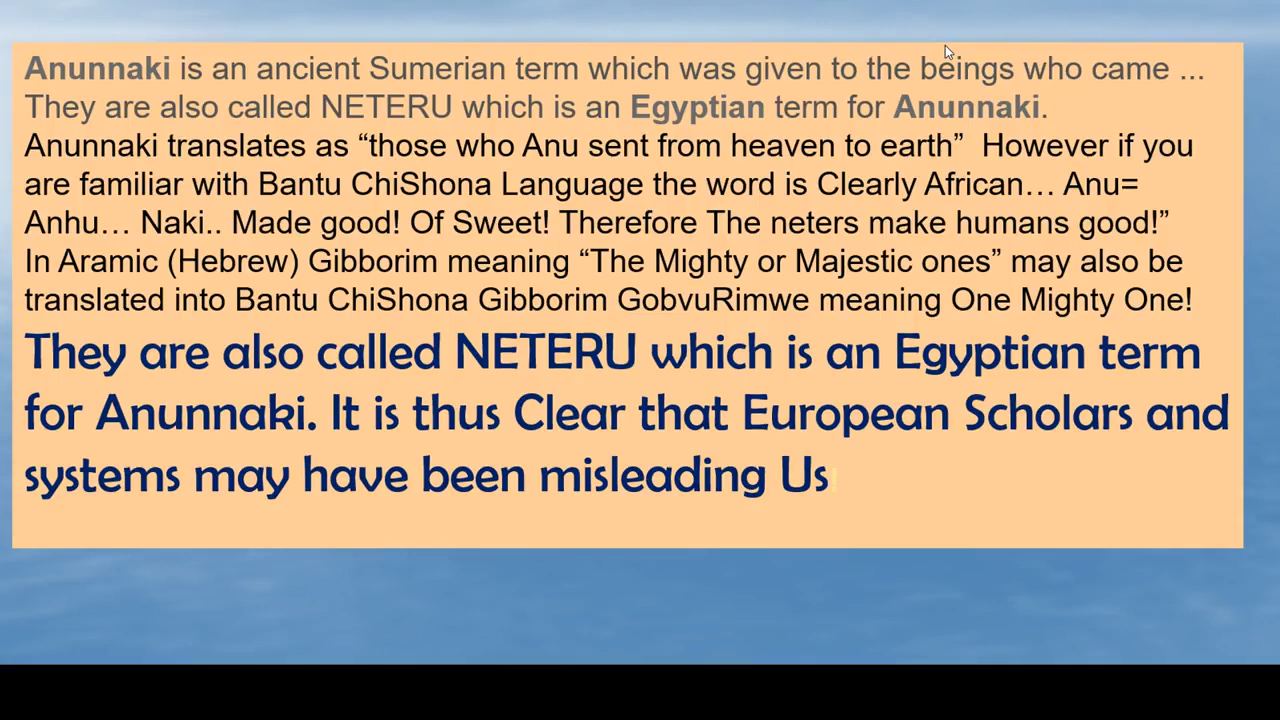 Anunnaki is an ancient Sumerian term which was given to the beings who came ...
They are also called NETERU which is an Egyptian term for Anunnaki.
Anunnaki translates as “those who Anu sent from heaven to earth”  However if you
are familiar with Bantu ChiShona Language the word is Clearly African… Anu=
Anhu… Naki.. Made good! Of Sweet! Therefore The neters make humans good!”
In Aramic (Hebrew) Gibborim meaning “The Mighty or Majestic ones” may also be
translated into Bantu ChiShona Gibborim GobvuRimwe meaning One Mighty One!
They are also called NETERU which is an Egyptian term
for Anunnaki. It is thus Clear that European Scholars and
systems may have been misleading Us!